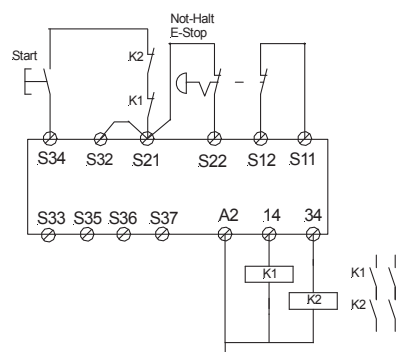 Not-Halt
E-Stop
Start
K2
K1
S34 S32 S21 S22 S12 S11
S33 S35 S36 S37 A2 14 34
K1
K2
K1
K2